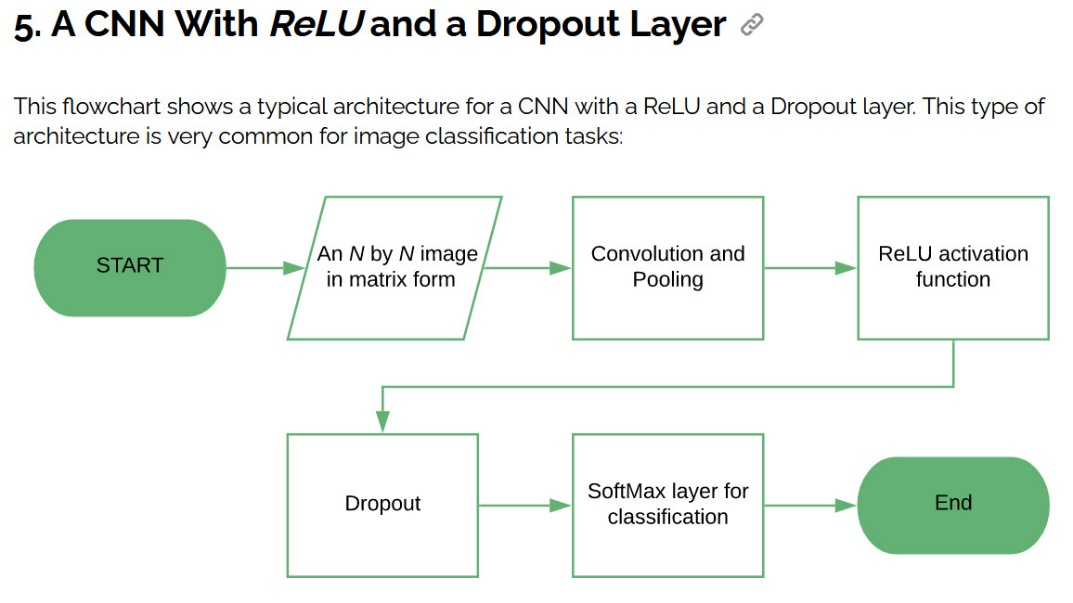 5. A CNN With ReLU and a Dropout Layer
This flowchart shows a typical architecture for a CNN with a ReLU and a Dropout layer. This type of
architecture is very common for image classification tasks:
START
An N by N image
in matrix form
Convolution and
Pooling
ReLU activation
function
Dropout
SoftMax layer for
classification
End